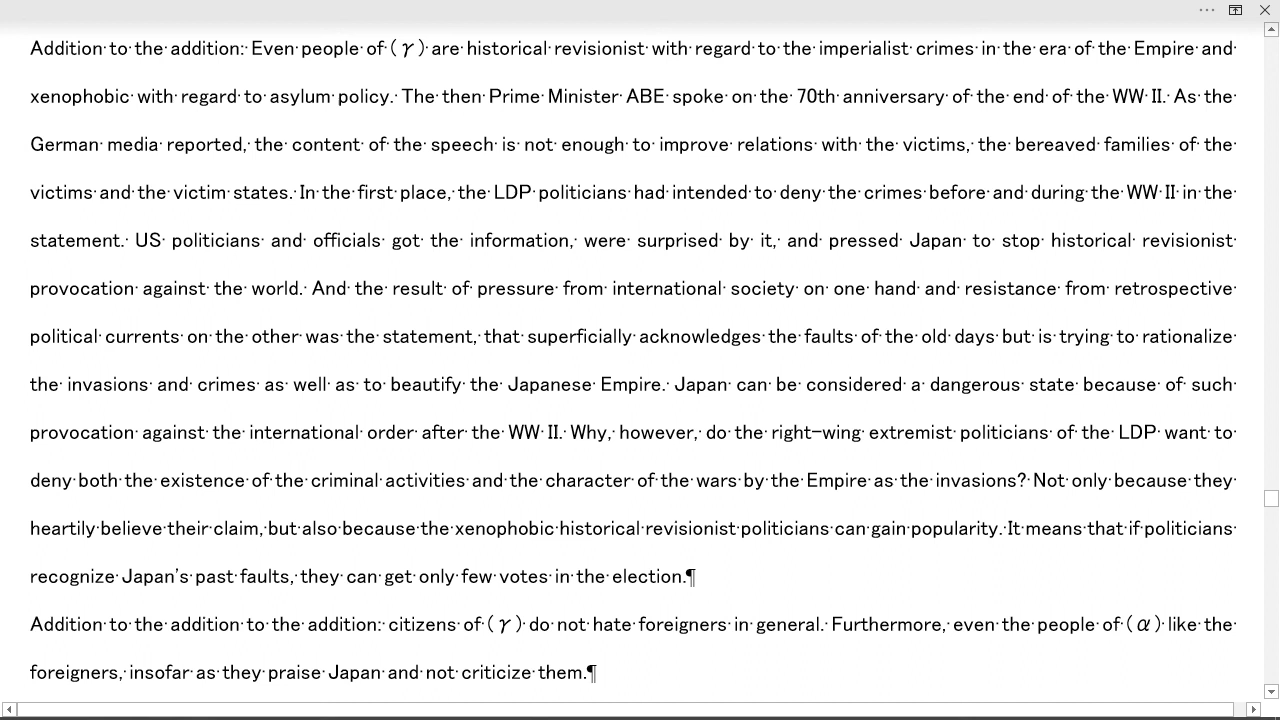 Addition to the addition: Even people of (γ) are historical revisionist with regard to the imperialist crimes in the era of the Empire and
xenophobic with regard to asylum policy. The then Prime Minister ABE spoke on the 70th anniversary of the end of the WW II. As the
German media reported, the content of the speech is not enough to improve relations with the victims, the bereaved families of the
victims and the victim states. In the first place, the LDP politicians had intended to deny the crimes before and during the WW II in the
statement. US politicians and officials got the information, were surprised by it, and pressed Japan to stop historical revisionist
provocation against the world. And the result of pressure from international society on one hand and resistance from retrospective
political currents on the other was the statement, that superficially acknowledges the faults of the old days but is trying to rationalize
the invasions and crimes as well as to beautify the Japanese Empire. Japan can be considered a dangerous state because of such
provocation against the international order after the WW II. Why, however, do the right-wing extremist politicians of the LDP want to
deny both the existence of the criminal activities and the character of the wars by the Empire as the invasions? Not only because they
heartily believe their claim, but also because the xenophobic historical revisionist politicians can gain popularity. It means that if politicians
recognize Japan's past faults, they can get only few votes in the election.
Addition to the addition to the addition: citizens of (γ) do not hate foreigners in general. Furthermore, even the people of (α) like the
foreigners, insofar as they praise Japan and not criticize them.